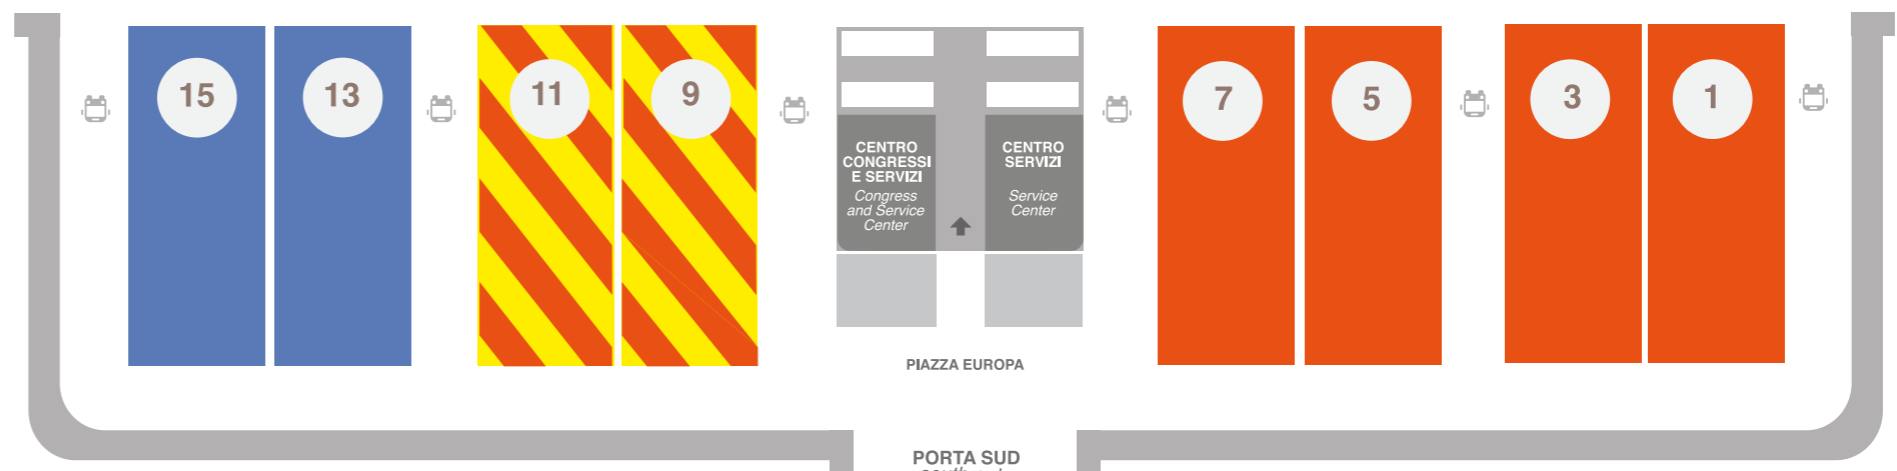 15
13
11
9
7
5
3
1
CENTRO
CONGRESSI
E SERVIZI
Congress
and Service
Center
CENTRO
SERVIZI
Service
Center
PIAZZA EUROPA
PORTA SUD